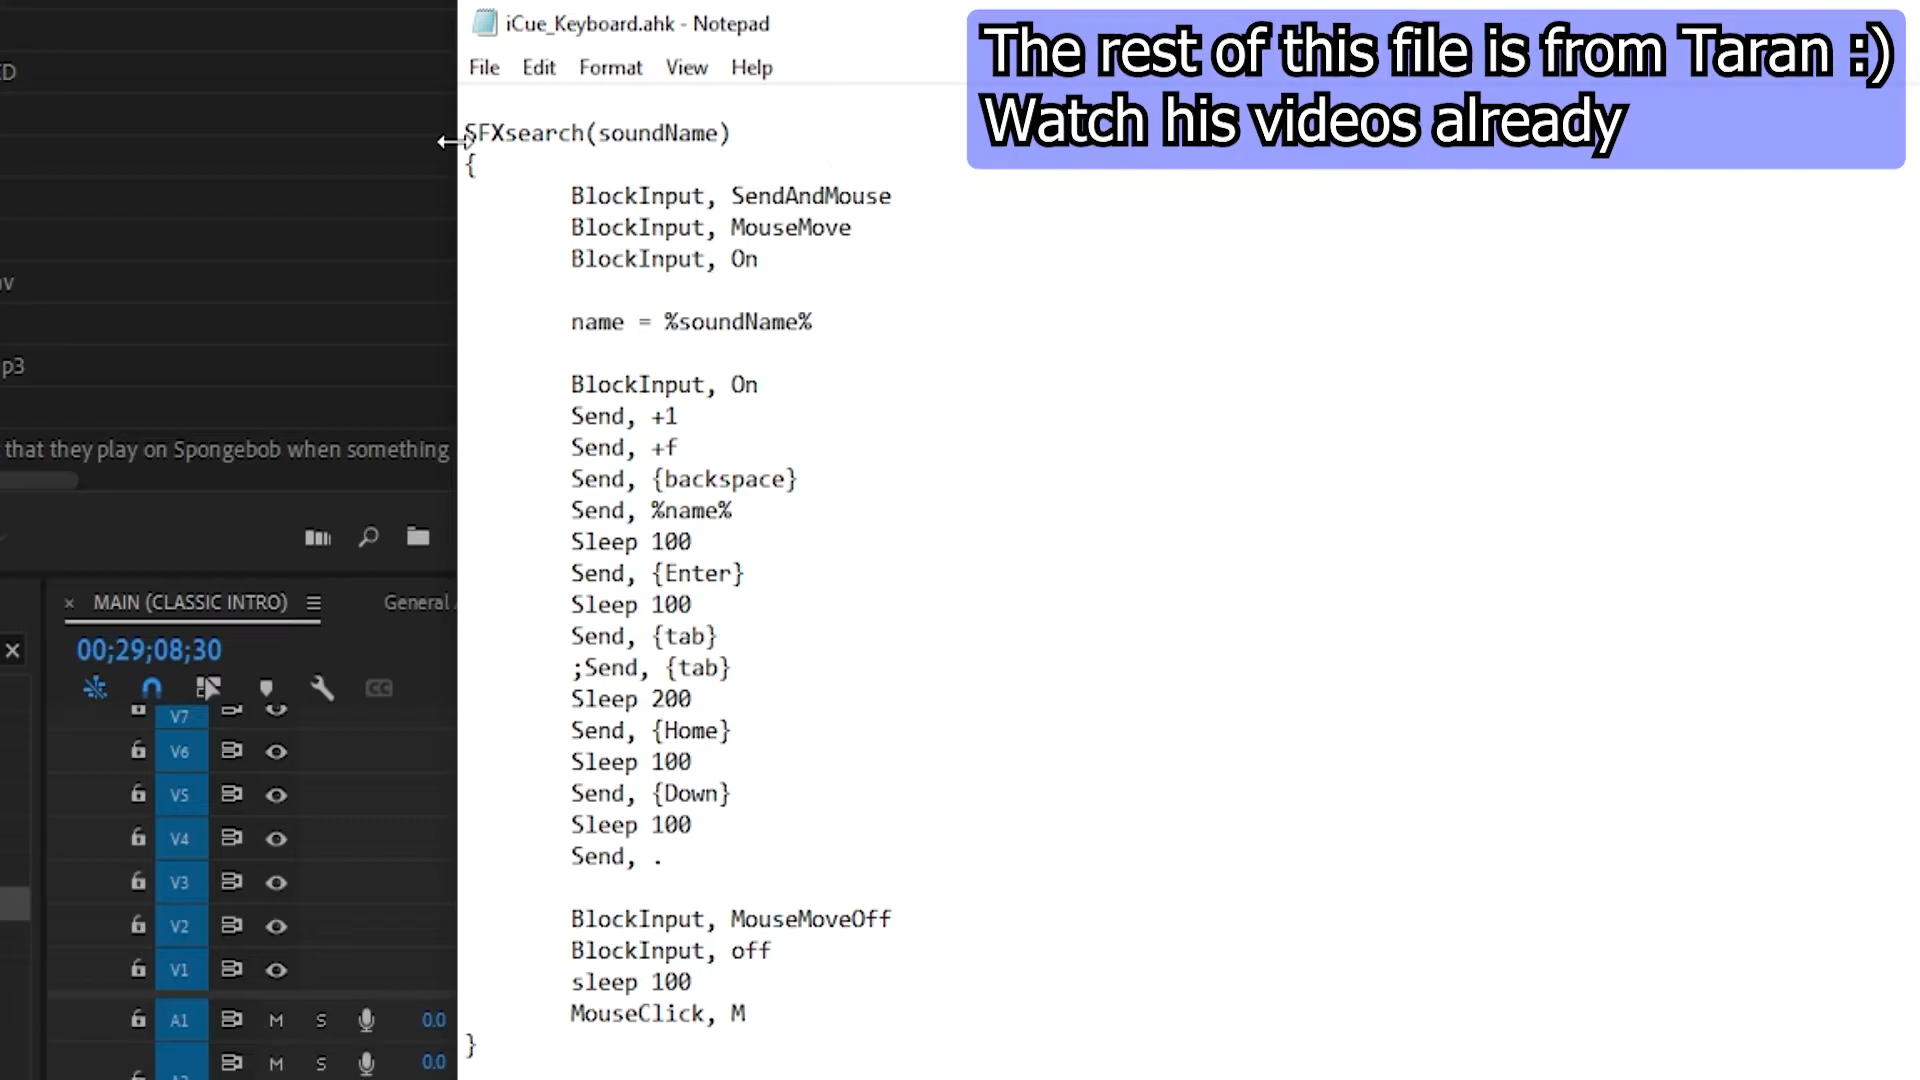 iCue_Keyboard.ahk - Notepad
File Edit Format View Help
The rest of this file is from Taran :)
Watch his videos already
SFXsearch(soundName)
{
BlockInput, SendAndMouse
BlockInput, MouseMove
BlockInput, On
name = %soundName%
BlockInput, On
Send, +1
Send, +f
Send, {backspace}
Send, %name%
Sleep 100
Send, {Enter}
Sleep 100
Send, {tab}
;Send, {tab}
Sleep 200
Send, {Home}
Sleep 100
Send, {Down}
Sleep 100
Send, .
BlockInput, MouseMoveOff
BlockInput, off
sleep 100
MouseClick, M
}
p3
that they play on Spongebob when something
× MAIN (CLASSIC INTRO) General
00;29;08;30
CC
V7
V6
V5
V4
V3
V2
V1
A1 M S 0.0
M S 0.0